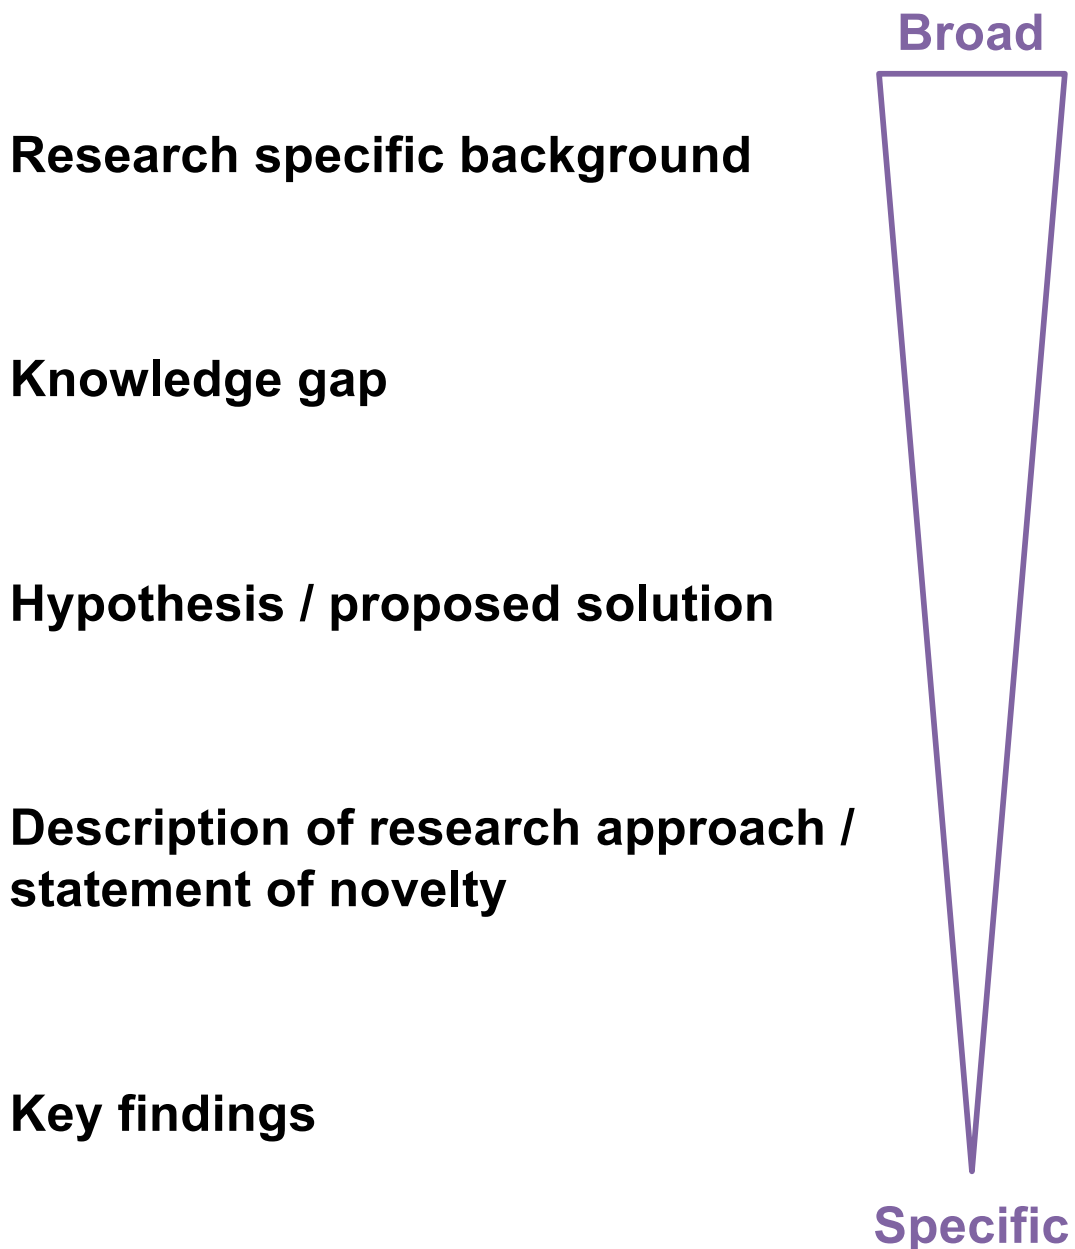 Broad
Research specific background
Knowledge gap
Hypothesis / proposed solution
Description of research approach /
statement of novelty
Key findings
Specific